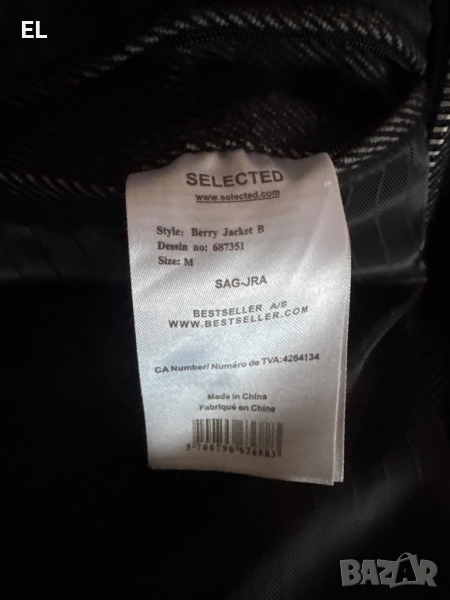 EL
SELECTED
www.selected.com
Style: Berry Jacket B
Dessin no: 687351
Size: M
SAG-JRA
BESTSELLER A/S
WWW.BESTSELLER.COM
CA Number/ Numéro de TVA:4264134
Made in China
Fabriqué en Chine
BAZAR